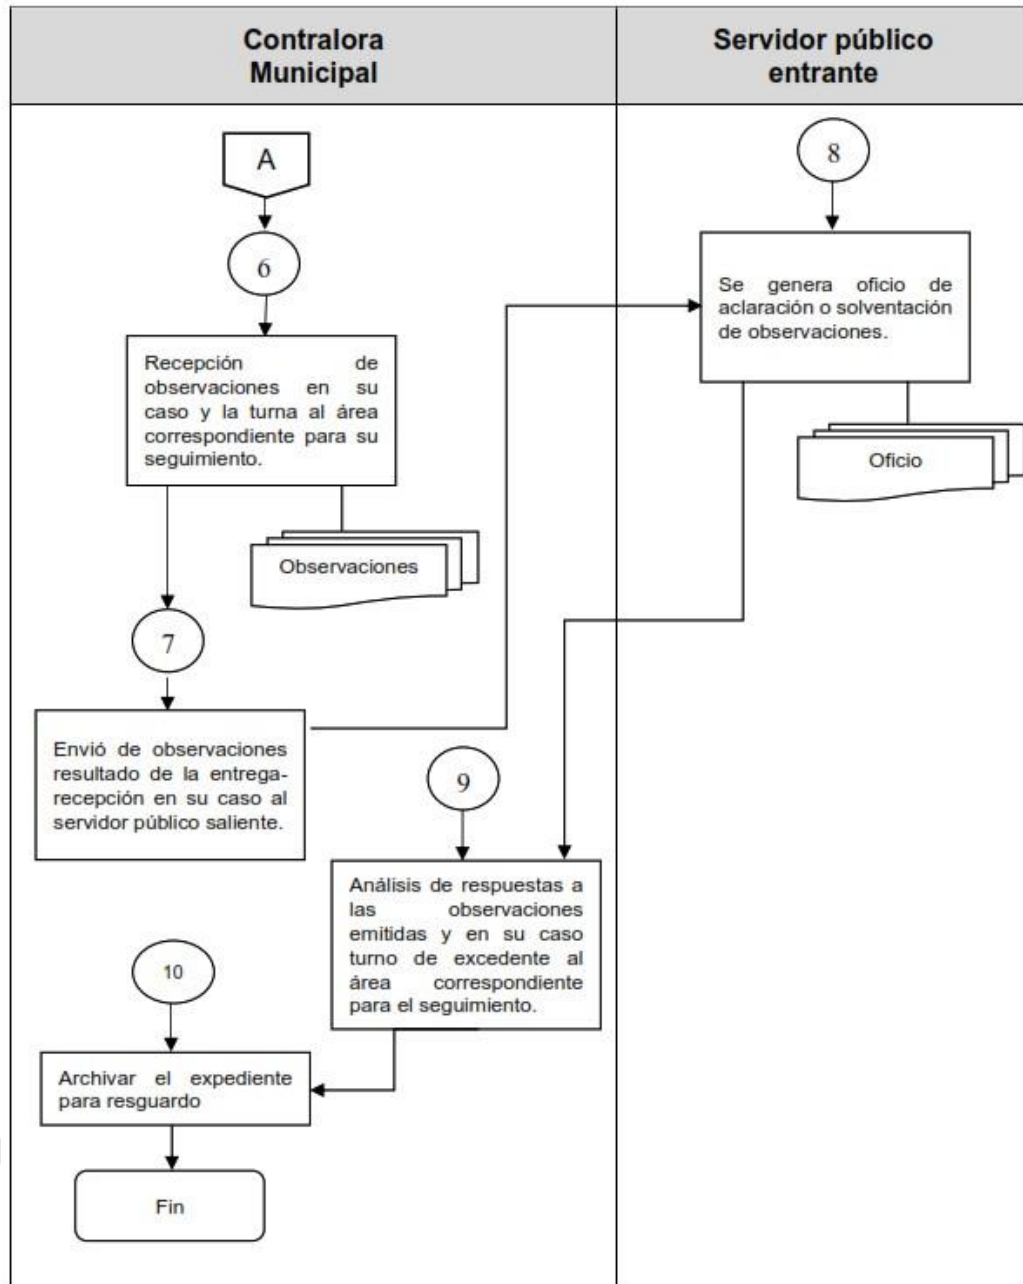 Contralora
Municipal
Servidor público
entrante
A
6
Recepción de
observaciones en su
caso y la turna al área
correspondiente para su
seguimiento.
Observaciones
7
Envió de observaciones
resultado de la entrega-
recepción en su caso al
servidor público saliente.
8
Se genera oficio de
aclaración o solventación
de observaciones.
Oficio
9
Análisis de respuestas a
las observaciones
emitidas y en su caso
turno de excedente al
área correspondiente
para el seguimiento.
10
Archivar el expediente
para resguardo
Fin